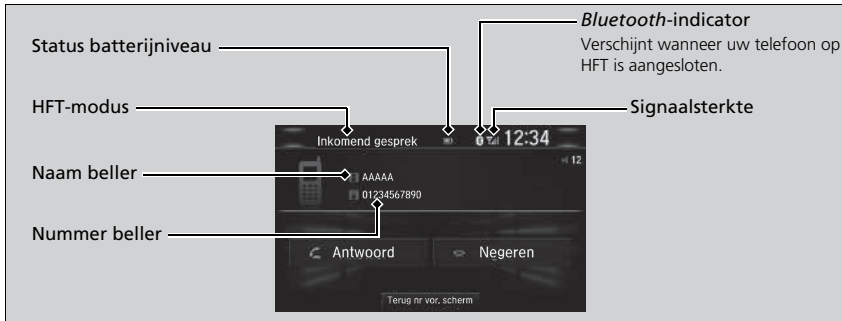 Bluetooth-indicator
Verschijnt wanneer uw telefoon op
HFT is aangesloten.
Status batterijniveau
HFT-modus
Signaalsterkte
Naam beller
Nummer beller
Inkomend gesprek
12:34
12
AAAAA
01234567890
Antwoord
Negeren
Terug nr vor. scherm